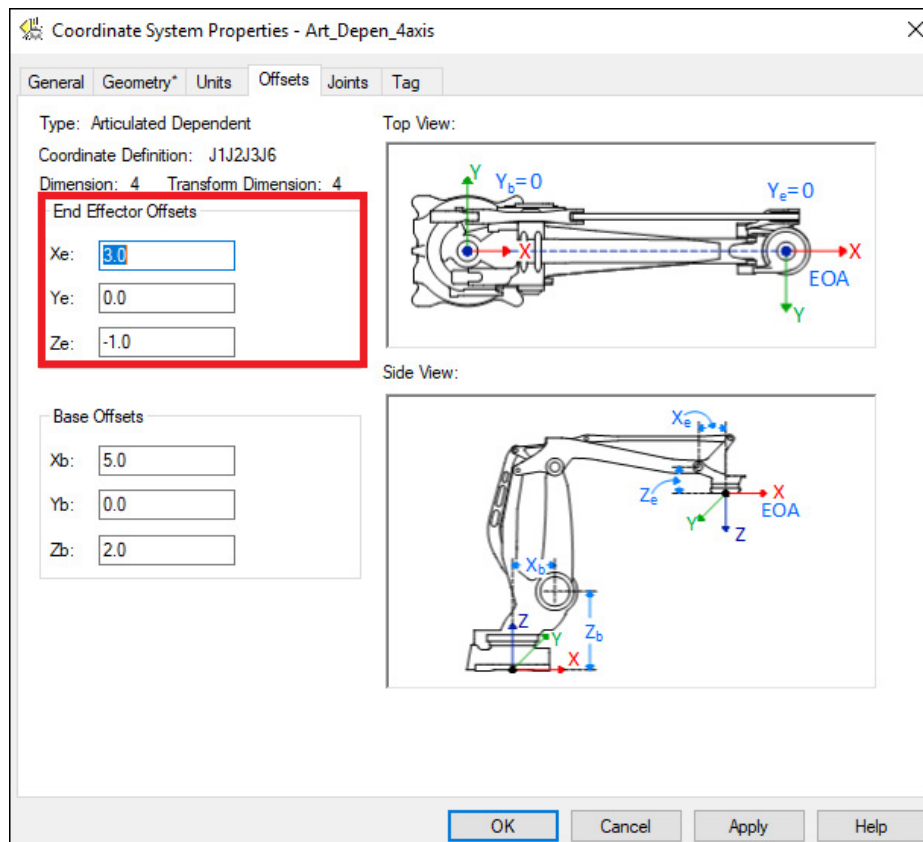 Coordinate System Properties - Art_Depen_4axis
General Geometry* Units Offsets Joints Tag
Type: Articulated Dependent
Coordinate Definition: J1J2J3J6
Dimension: 4 Transform Dimension: 4
End Effector Offsets
Xe: 3.0
Ye: 0.0
Ze: -1.0
Base Offsets
Xb: 5.0
Yb: 0.0
Zb: 2.0
Top View:
Y Yb=0 Ye=0
X X
EOA
Y
Side View:
Xe
Ze X
Y EOA
Z
Xb
Z Zb
Y
X
OK Cancel Apply Help